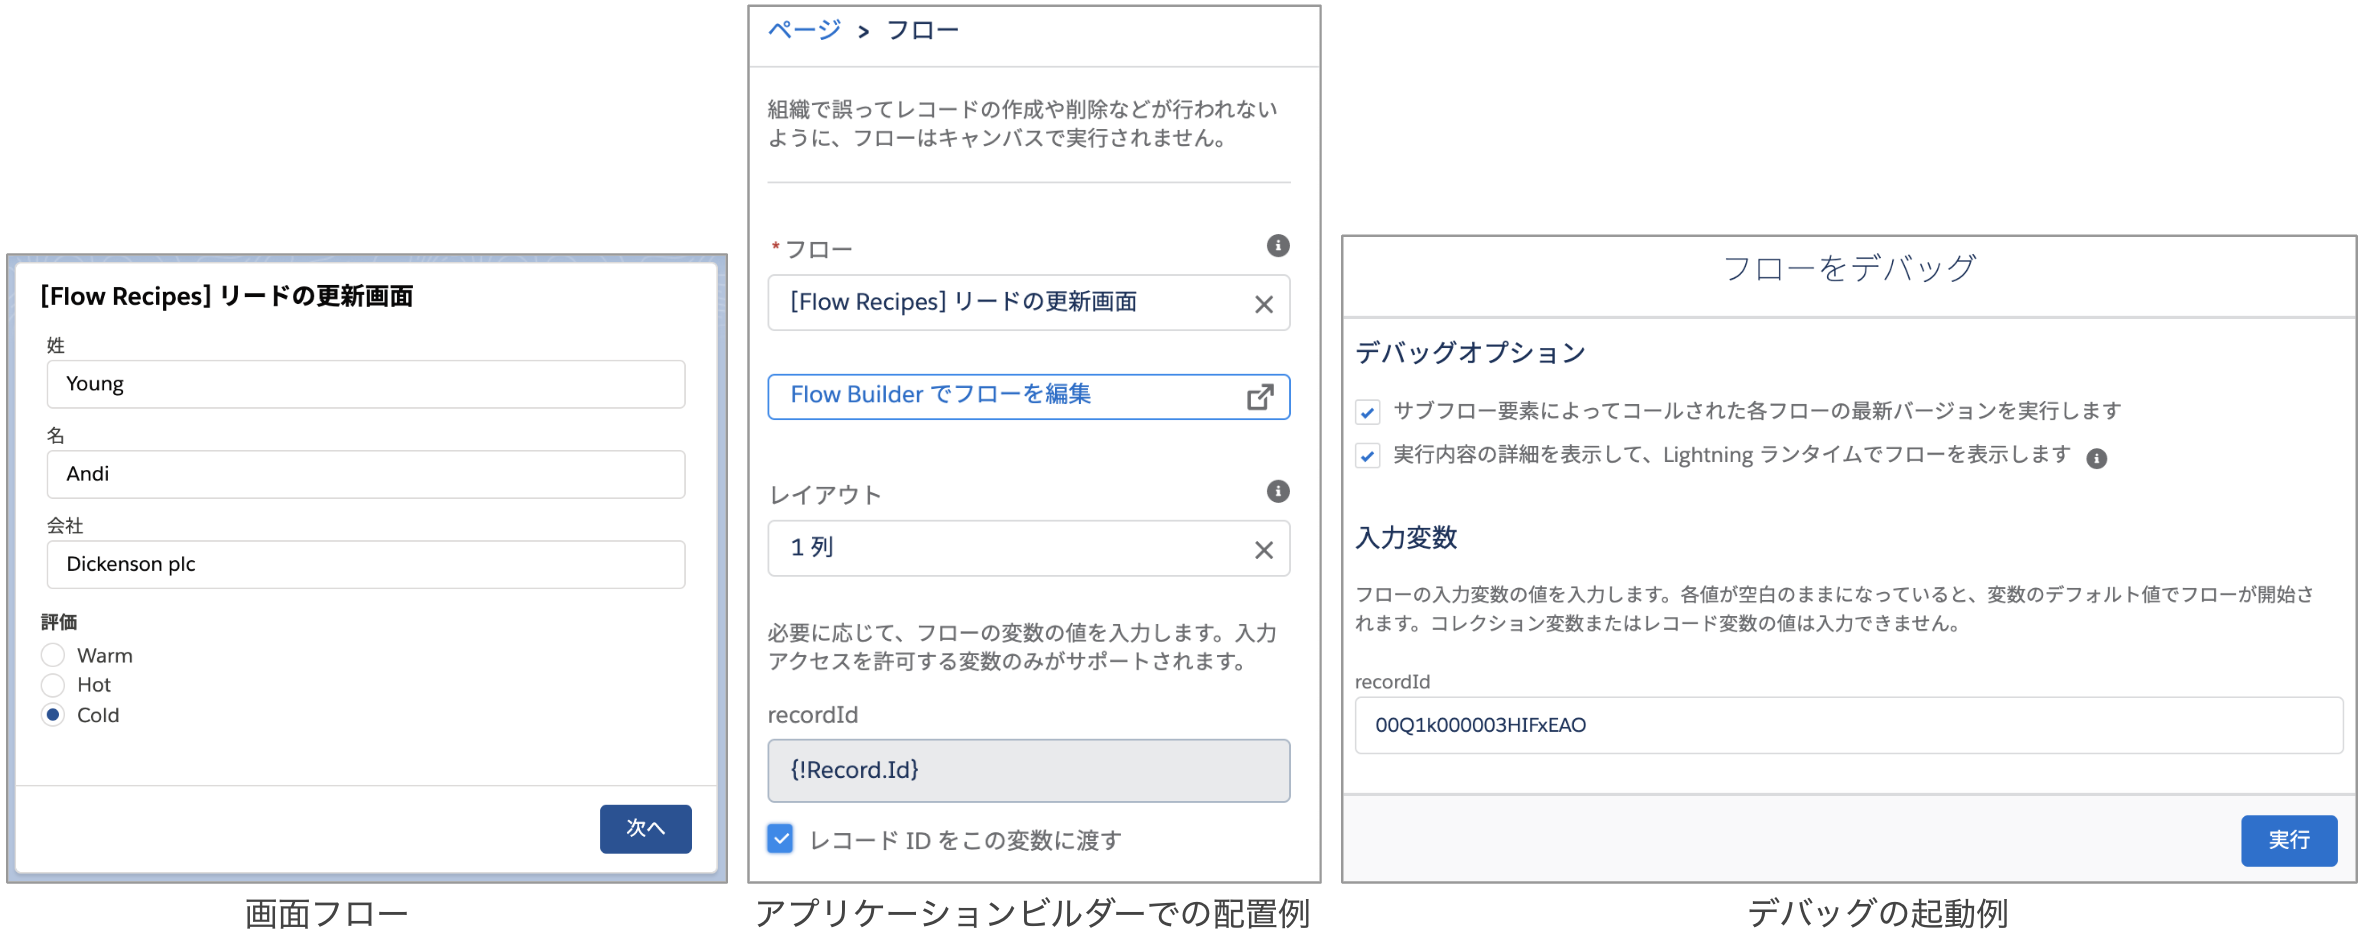 [Flow Recipes] リードの更新画面
姓
Young
名
Andi
会社
Dickenson plc
評価
Warm
Hot
Cold
次へ
画面フロー
ページ > フロー
組織で誤ってレコードの作成や削除などが行われない
ように、フローはキャンバスで実行されません。
* フロー
[Flow Recipes] リードの更新画面
Flow Builder でフローを編集
レイアウト
1 列
必要に応じて、フローの変数の値を入力します。入力
アクセスを許可する変数のみがサポートされます。
recordId
{!Record.Id}
レコード ID をこの変数に渡す
アプリケーションビルダーでの配置例
フローをデバッグ
デバッグオプション
サブフロー要素によってコールされた各フローの最新バージョンを実行します
実行内容の詳細を表示して、Lightning ランタイムでフローを表示します
入力変数
フローの入力変数の値を入力します。各値が空白のままになっていると、変数のデフォルト値でフローが開始さ
れます。コレクション変数またはレコード変数の値は入力できません。
recordId
00Q1k000003HIFxEAO
実行
デバッグの起動例